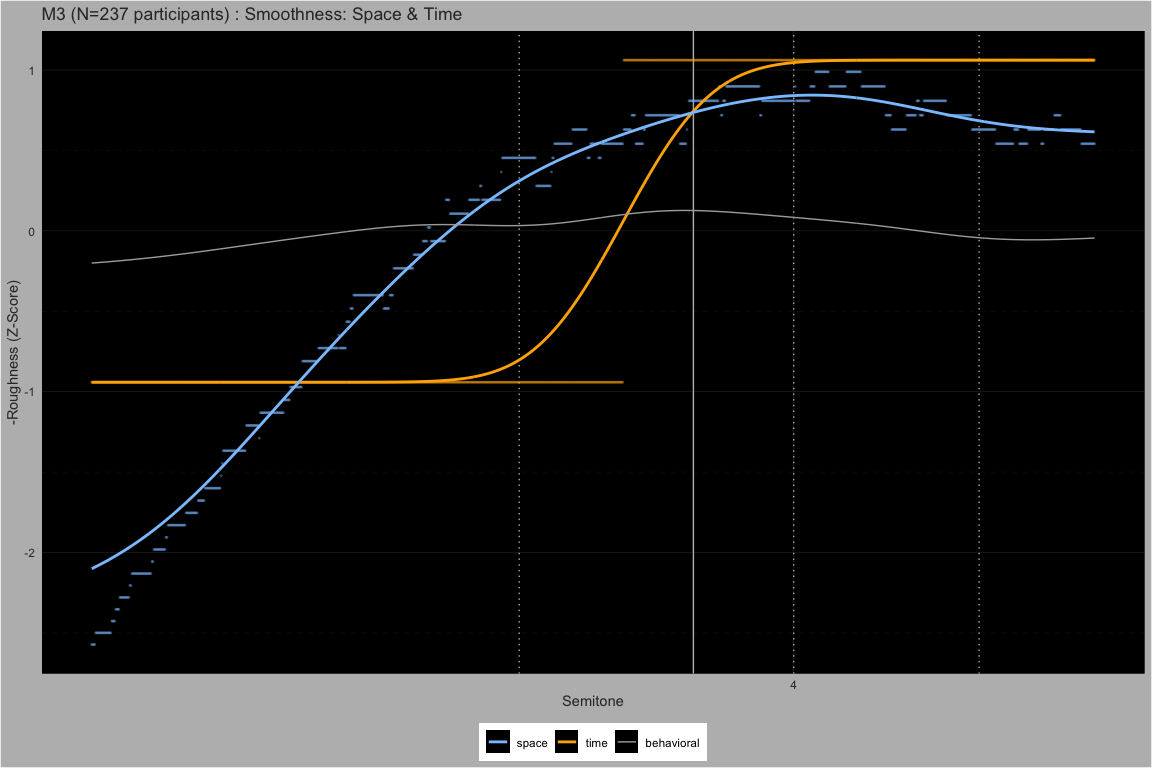 M3 (N=237 participants) : Smoothness: Space & Time
-Roughness (Z-Score)
1
0
-1
-2
4
Semitone
space time behavioral